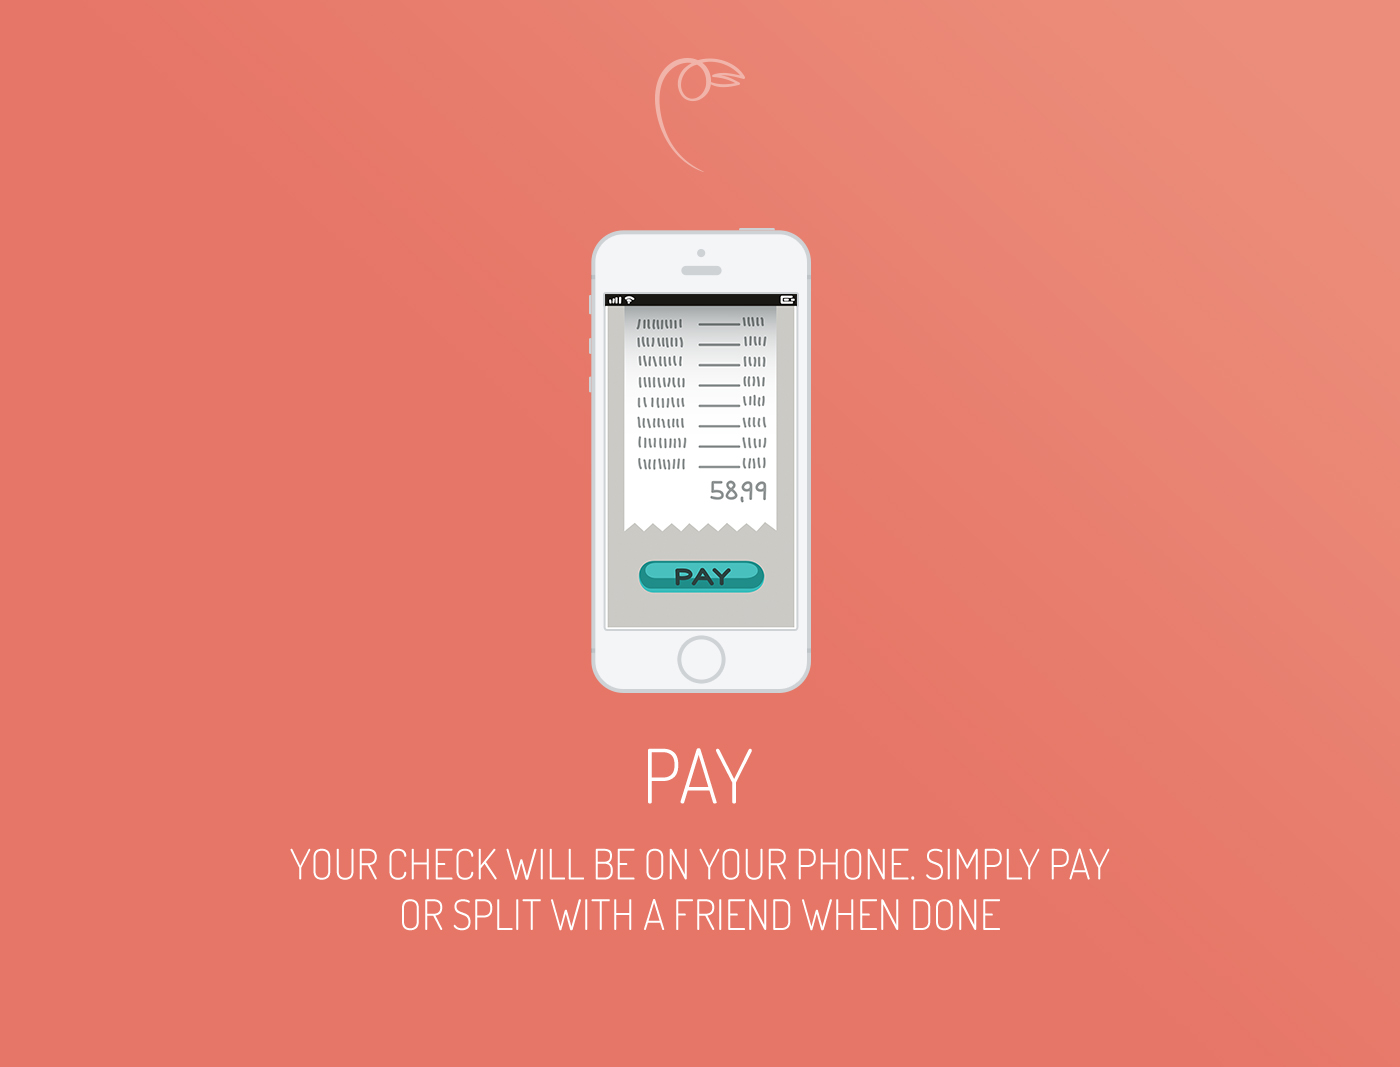 58,99
PAY
PAY
YOUR CHECK WILL BE ON YOUR PHONE. SIMPLY PAY
OR SPLIT WITH A FRIEND WHEN DONE